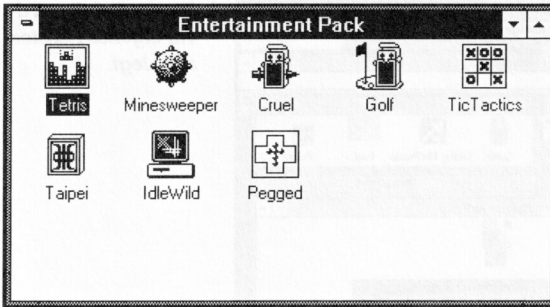 Entertainment Pack
Tetris Minesweeper Cruel Golf TicTactics
Taipei IdleWild Pegged